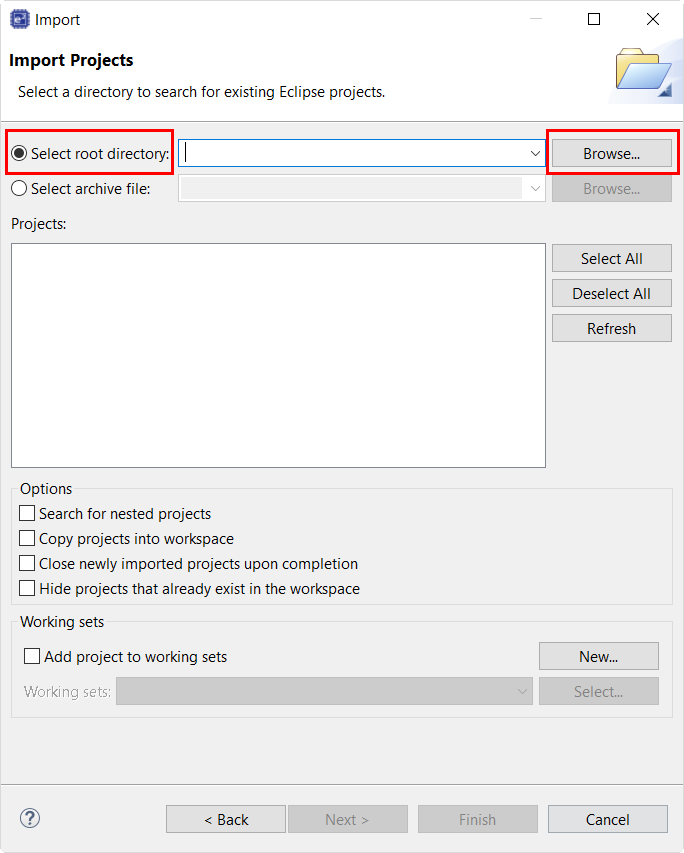 Import
Import Projects
Select a directory to search for existing Eclipse projects.
Select root directory: Browse...
Select archive file: Browse...
Projects:
Select All
Deselect All
Refresh
Options
Search for nested projects
Copy projects into workspace
Close newly imported projects upon completion
Hide projects that already exist in the workspace
Working sets
Add project to working sets New...
Working sets: Select...
? < Back Next > Finish Cancel